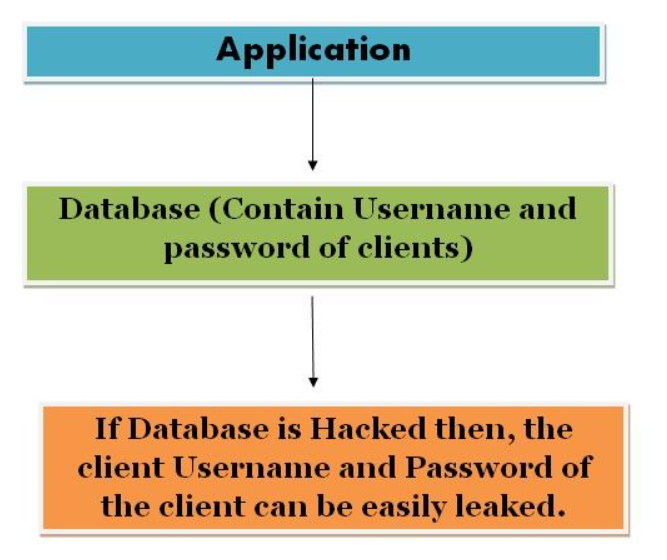 Application
Database (Contain Username and
password of clients)
If Database is Hacked then, the
client Username and Password of
the client can be easily leaked.